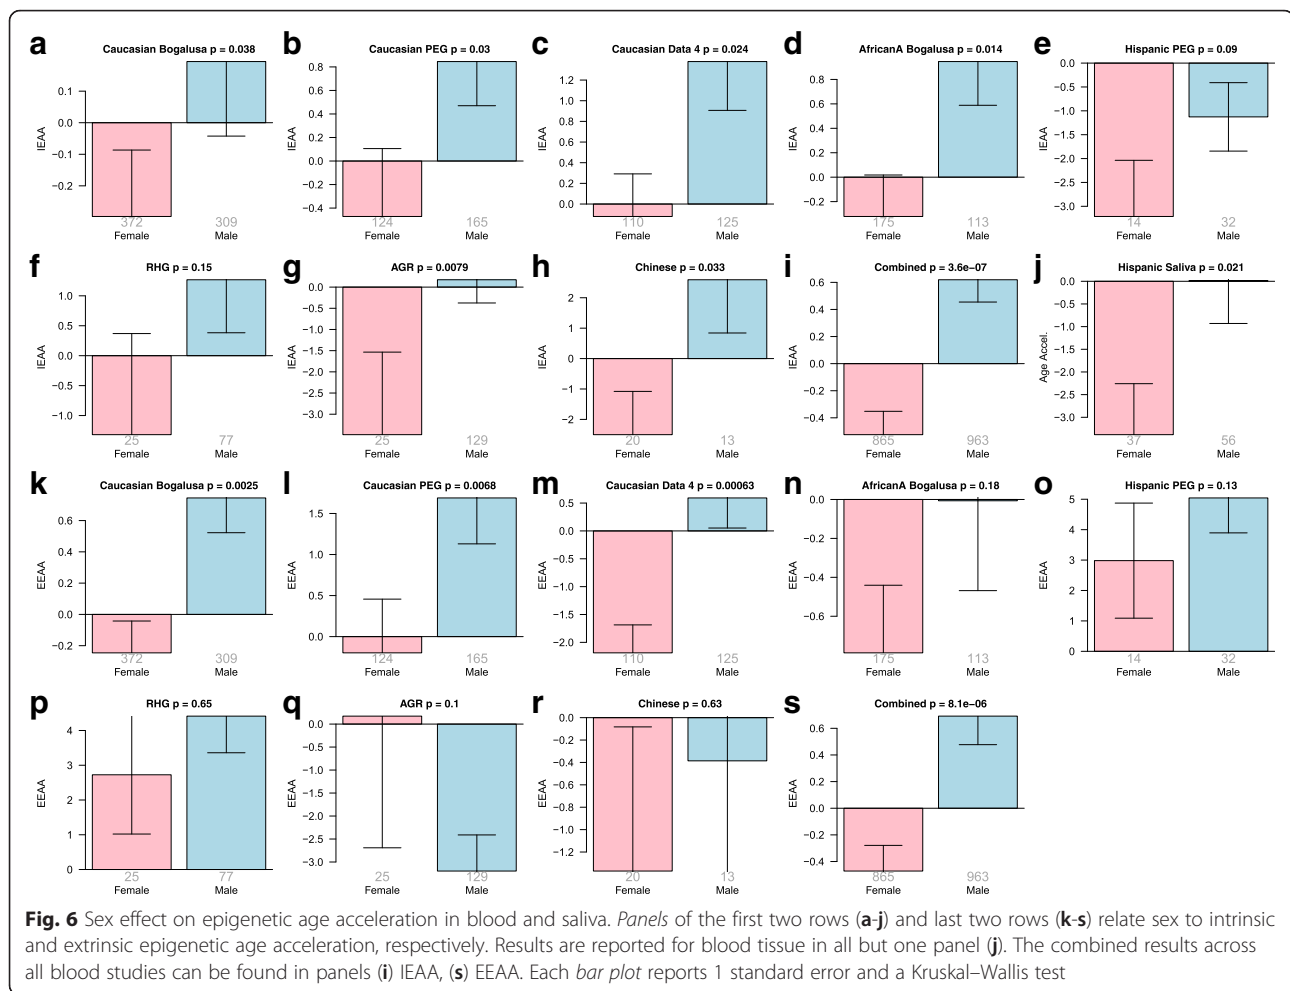 a Caucasian Bogalusa p = 0.038
0.1
0.0
−0.1
−0.2
IEAA
372 309
Female Male
b Caucasian PEG p = 0.03
0.8
0.6
0.4
0.2
0.0
−0.2
−0.4
IEAA
124 165
Female Male
c Caucasian Data 4 p = 0.024
1.2
1.0
0.8
0.6
0.4
0.2
0.0
IEAA
110 125
Female Male
d AfricanA Bogalusa p = 0.014
0.8
0.6
0.4
0.2
0.0
−0.2
IEAA
175 113
Female Male
e Hispanic PEG p = 0.09
0.0
−0.5
−1.0
−1.5
−2.0
−2.5
−3.0
IEAA
14 32
Female Male
f RHG p = 0.15
1.0
0.5
0.0
−0.5
−1.0
IEAA
25 77
Female Male
g AGR p = 0.0079
0.0
−0.5
−1.0
−1.5
−2.0
−2.5
−3.0
IEAA
25 129
Female Male
h Chinese p = 0.033
2
1
0
−1
−2
IEAA
20 13
Female Male
i Combined p = 3.6e−07
0.6
0.4
0.2
0.0
−0.2
−0.4
IEAA
865 963
Female Male
j Hispanic Saliva p = 0.021
0.0
−0.5
−1.0
−1.5
−2.0
−2.5
−3.0
Age Accel.
37 56
Female Male
k Caucasian Bogalusa p = 0.0025
0.6
0.4
0.2
0.0
−0.2
EEAA
372 309
Female Male
l Caucasian PEG p = 0.0068
1.5
1.0
0.5
0.0
EEAA
124 165
Female Male
m Caucasian Data 4 p = 0.00063
0.5
0.0
−0.5
−1.0
−1.5
−2.0
EEAA
110 125
Female Male
n AfricanA Bogalusa p = 0.18
0.0
−0.2
−0.4
−0.6
EEAA
175 113
Female Male
o Hispanic PEG p = 0.13
5
4
3
2
1
0
EEAA
14 32
Female Male
p RHG p = 0.65
4
3
2
1
0
EEAA
25 77
Female Male
q AGR p = 0.1
0.0
−0.5
−1.0
−1.5
−2.0
−2.5
−3.0
EEAA
25 129
Female Male
r Chinese p = 0.63
0.0
−0.2
−0.4
−0.6
−0.8
−1.0
−1.2
EEAA
20 13
Female Male
s Combined p = 8.1e−06
0.6
0.4
0.2
0.0
−0.2
−0.4
EEAA
865 963
Female Male
Fig. 6 Sex effect on epigenetic age acceleration in blood and saliva. Panels of the first two rows (a-j) and last two rows (k-s) relate sex to intrinsic
and extrinsic epigenetic age acceleration, respectively. Results are reported for blood tissue in all but one panel (j). The combined results across
all blood studies can be found in panels (i) IEAA, (s) EEAA. Each bar plot reports 1 standard error and a Kruskal–Wallis test